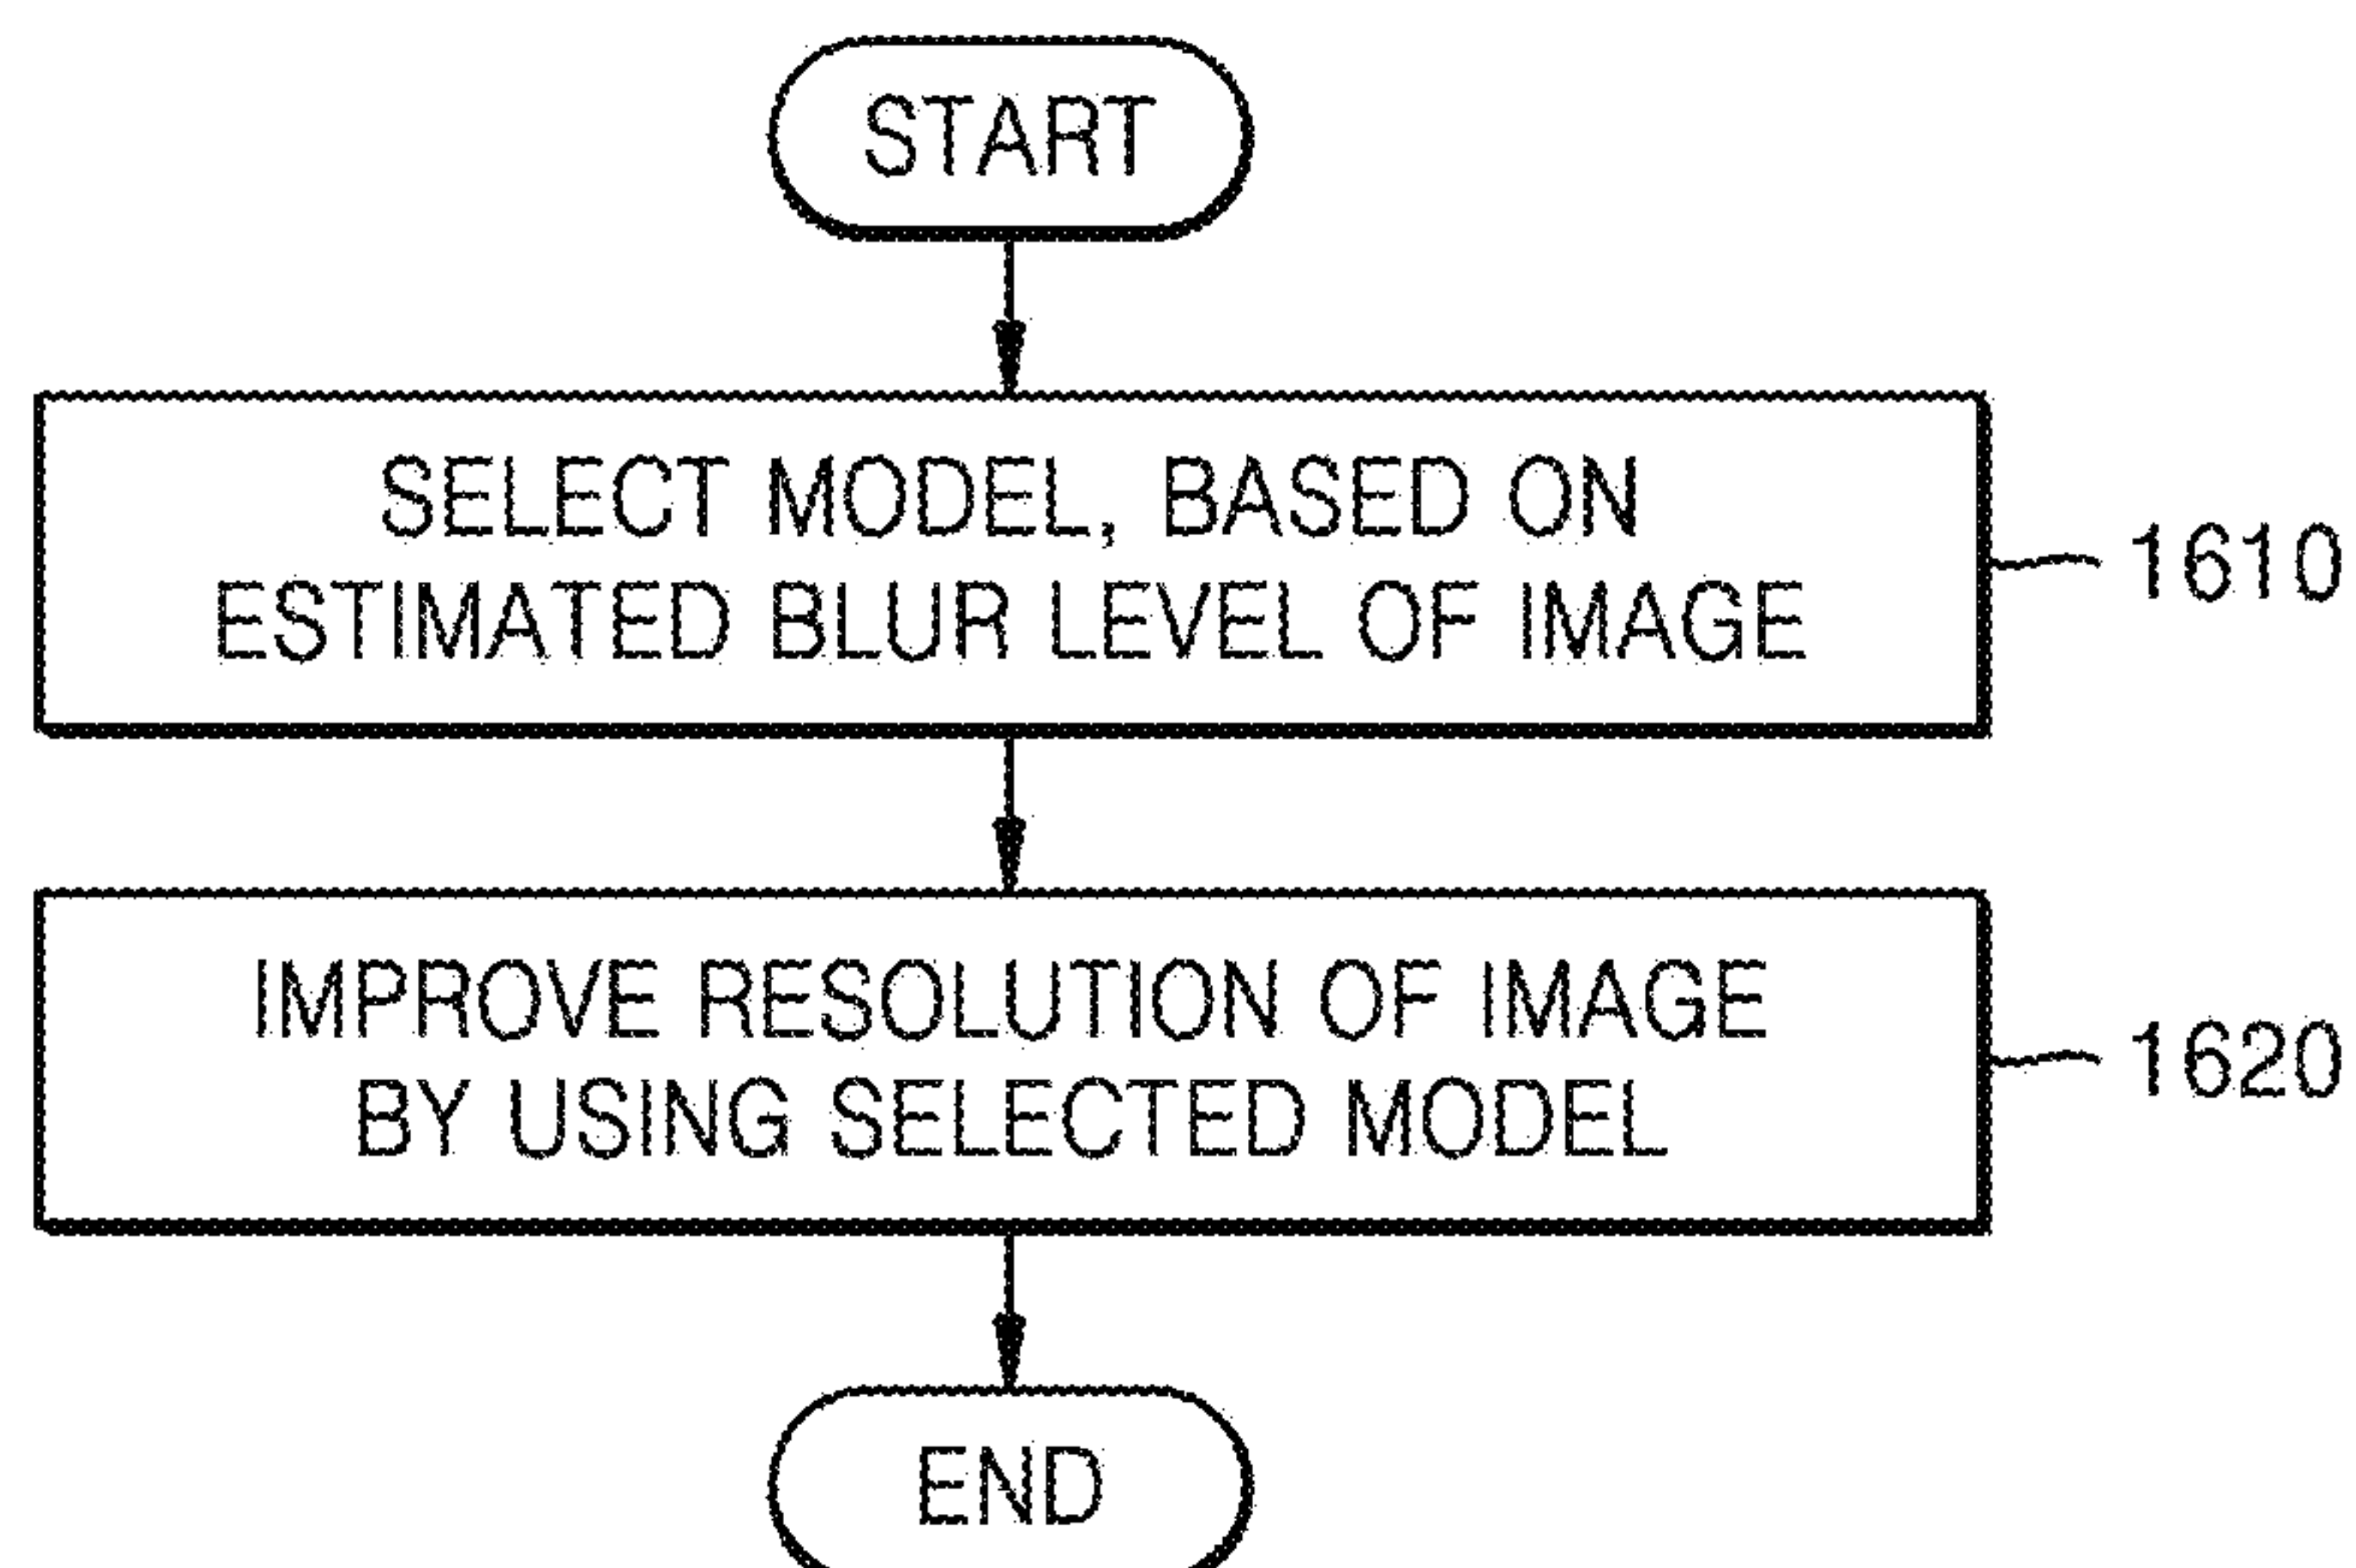 START
SELECT MODEL, BASED ON
ESTIMATED BLUR LEVEL OF IMAGE
1610
IMPROVE RESOLUTION OF IMAGE
BY USING SELECTED MODEL
1620
END